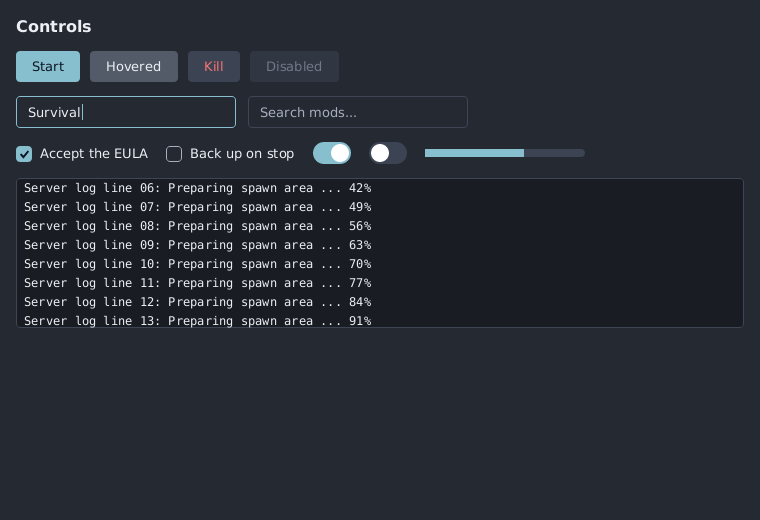 Controls
Start Hovered Kill Disabled
Survival Search mods...
Accept the EULA Back up on stop
Server log line 06: Preparing spawn area ... 42%
Server log line 07: Preparing spawn area ... 49%
Server log line 08: Preparing spawn area ... 56%
Server log line 09: Preparing spawn area ... 63%
Server log line 10: Preparing spawn area ... 70%
Server log line 11: Preparing spawn area ... 77%
Server log line 12: Preparing spawn area ... 84%
Server log line 13: Preparing spawn area ... 91%